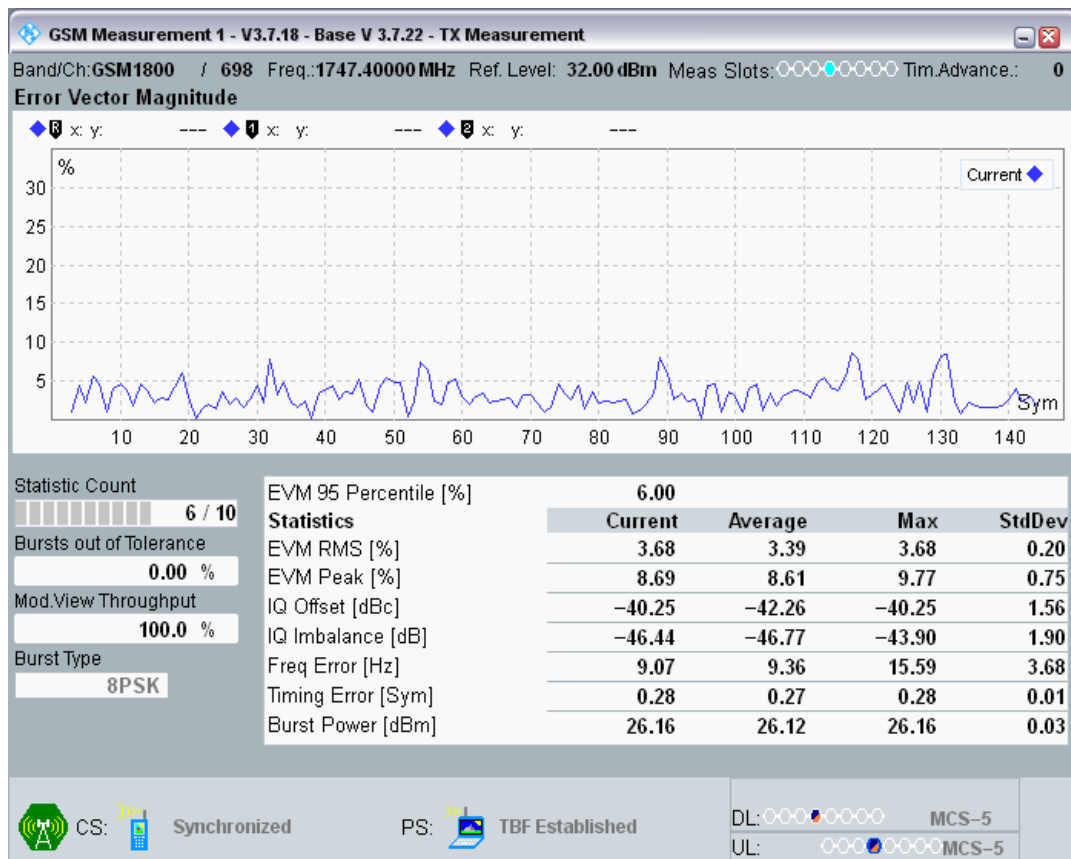 GSM Measurement 1 - V3.7.18 - Base V 3.7.22 - TX Measurement
Band/Ch:GSM1800 / 698 Freq.:1747.40000 MHz Ref. Level: 32.00 dBm Meas Slots: Tim.Advance.: 0
Error Vector Magnitude
R x: y: --- 1 x: y: --- 2 x: y: ---
%
Current
30
25
20
15
10
5
Sym
10 20 30 40 50 60 70 80 90 100 110 120 130 140
Statistic Count
6 / 10
Bursts out of Tolerance
0.00 %
Mod.View Throughput
100.0 %
Burst Type
8PSK
EVM 95 Percentile [%] 6.00
Statistics Current Average Max StdDev
EVM RMS [%] 3.68 3.39 3.68 0.20
EVM Peak [%] 8.69 8.61 9.77 0.75
IQ Offset [dBc] −40.25 −42.26 −40.25 1.56
IQ Imbalance [dB] −46.44 −46.77 −43.90 1.90
Freq Error [Hz] 9.07 9.36 15.59 3.68
Timing Error [Sym] 0.28 0.27 0.28 0.01
Burst Power [dBm] 26.16 26.12 26.16 0.03
CS: Synchronized PS: TBF Established
DL: MCS−5
UL: MCS−5